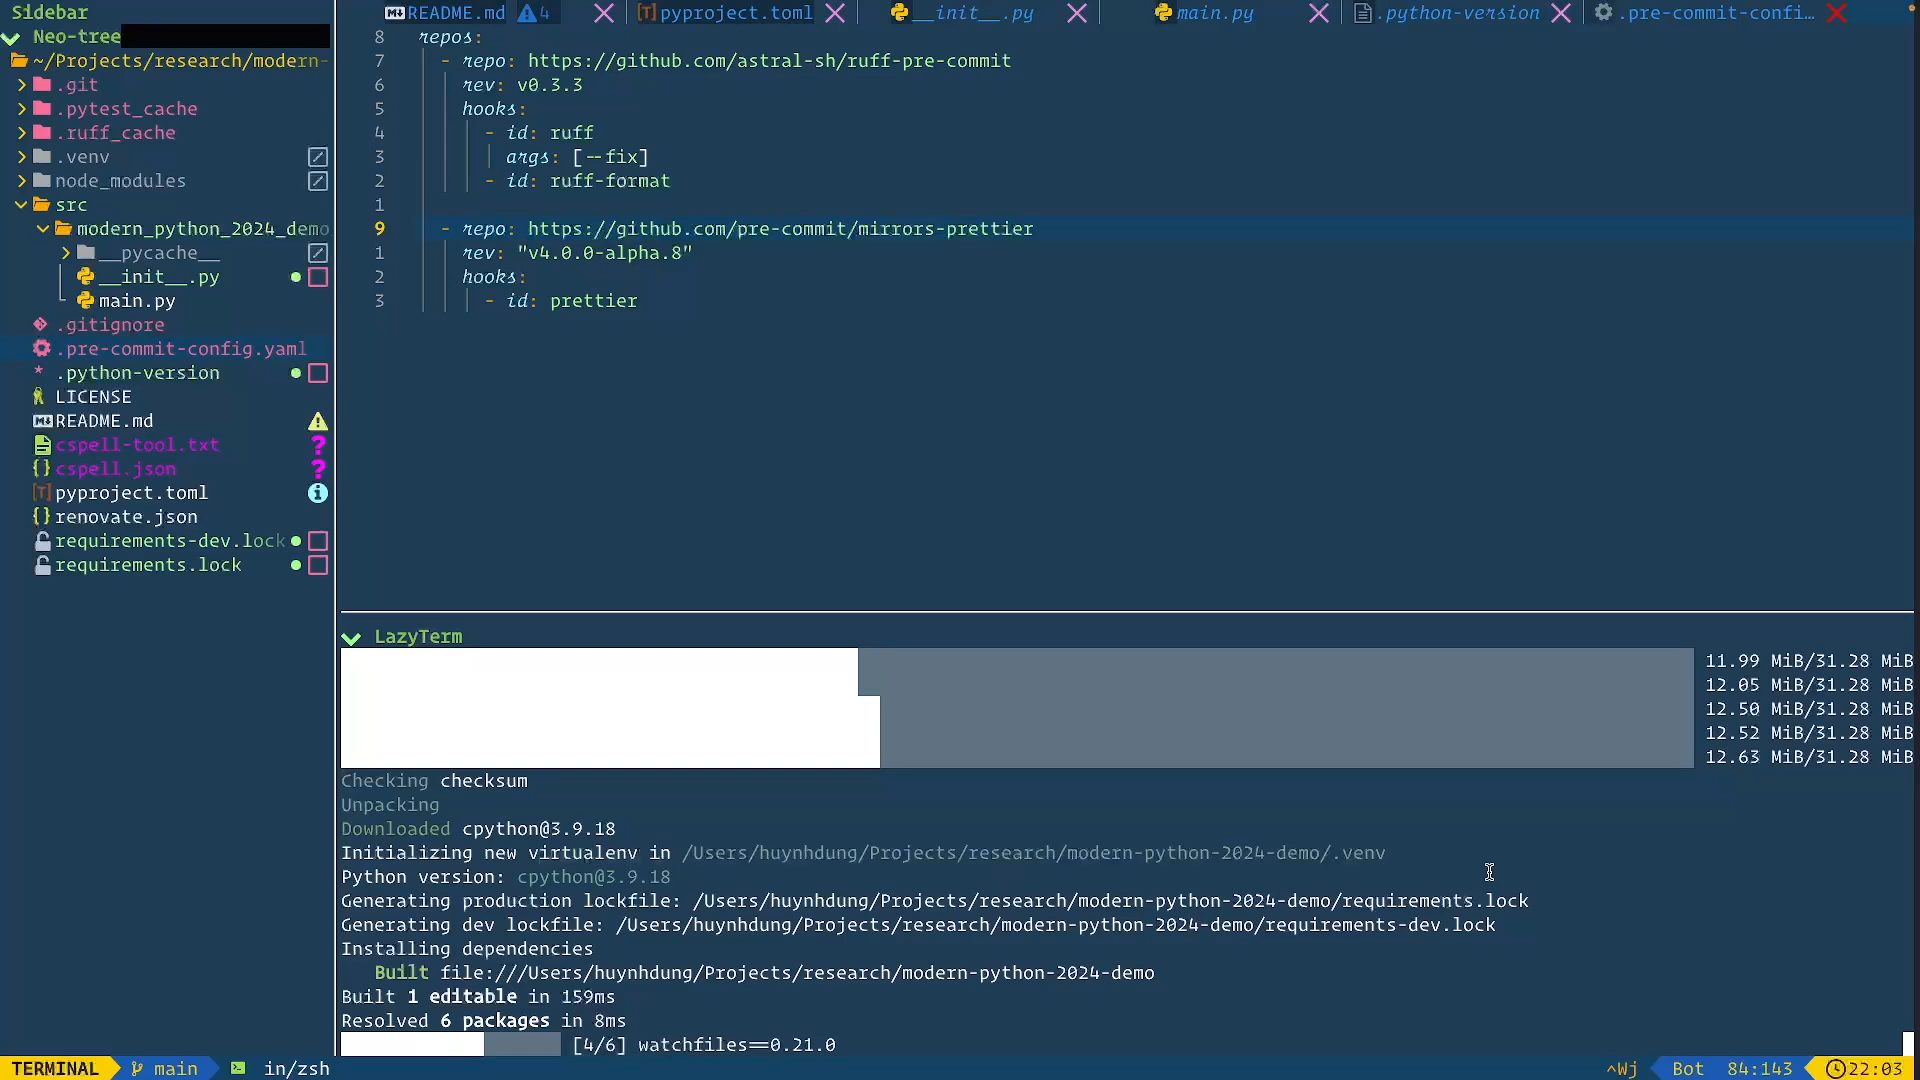 Sidebar
README.md 4
pyproject.toml
__init__.py
main.py
.python-version
.pre-commit-confi…
Neo-tree
~/Projects/research/modern-
.git
.pytest_cache
.ruff_cache
.venv
node_modules
src
modern_python_2024_demo
__pycache__
__init__.py
main.py
.gitignore
.pre-commit-config.yaml
.python-version
LICENSE
README.md
cspell-tool.txt ?
cspell.json ?
pyproject.toml
renovate.json
requirements-dev.lock
requirements.lock
8 repos:
7 - repo: https://github.com/astral-sh/ruff-pre-commit
6 rev: v0.3.3
5 hooks:
4 - id: ruff
3 args: [--fix]
2 - id: ruff-format
1
9 - repo: https://github.com/pre-commit/mirrors-prettier
1 rev: "v4.0.0-alpha.8"
2 hooks:
3 - id: prettier
LazyTerm
11.99 MiB/31.28 MiB
12.05 MiB/31.28 MiB
12.50 MiB/31.28 MiB
12.52 MiB/31.28 MiB
12.63 MiB/31.28 MiB
Checking checksum
Unpacking
Downloaded cpython@3.9.18
Initializing new virtualenv in /Users/huynhdung/Projects/research/modern-python-2024-demo/.venv
Python version: cpython@3.9.18
Generating production lockfile: /Users/huynhdung/Projects/research/modern-python-2024-demo/requirements.lock
Generating dev lockfile: /Users/huynhdung/Projects/research/modern-python-2024-demo/requirements-dev.lock
Installing dependencies
Built file:///Users/huynhdung/Projects/research/modern-python-2024-demo
Built 1 editable in 159ms
Resolved 6 packages in 8ms
[4/6] watchfiles==0.21.0
TERMINAL main in/zsh ^Wj Bot 84:143 22:03